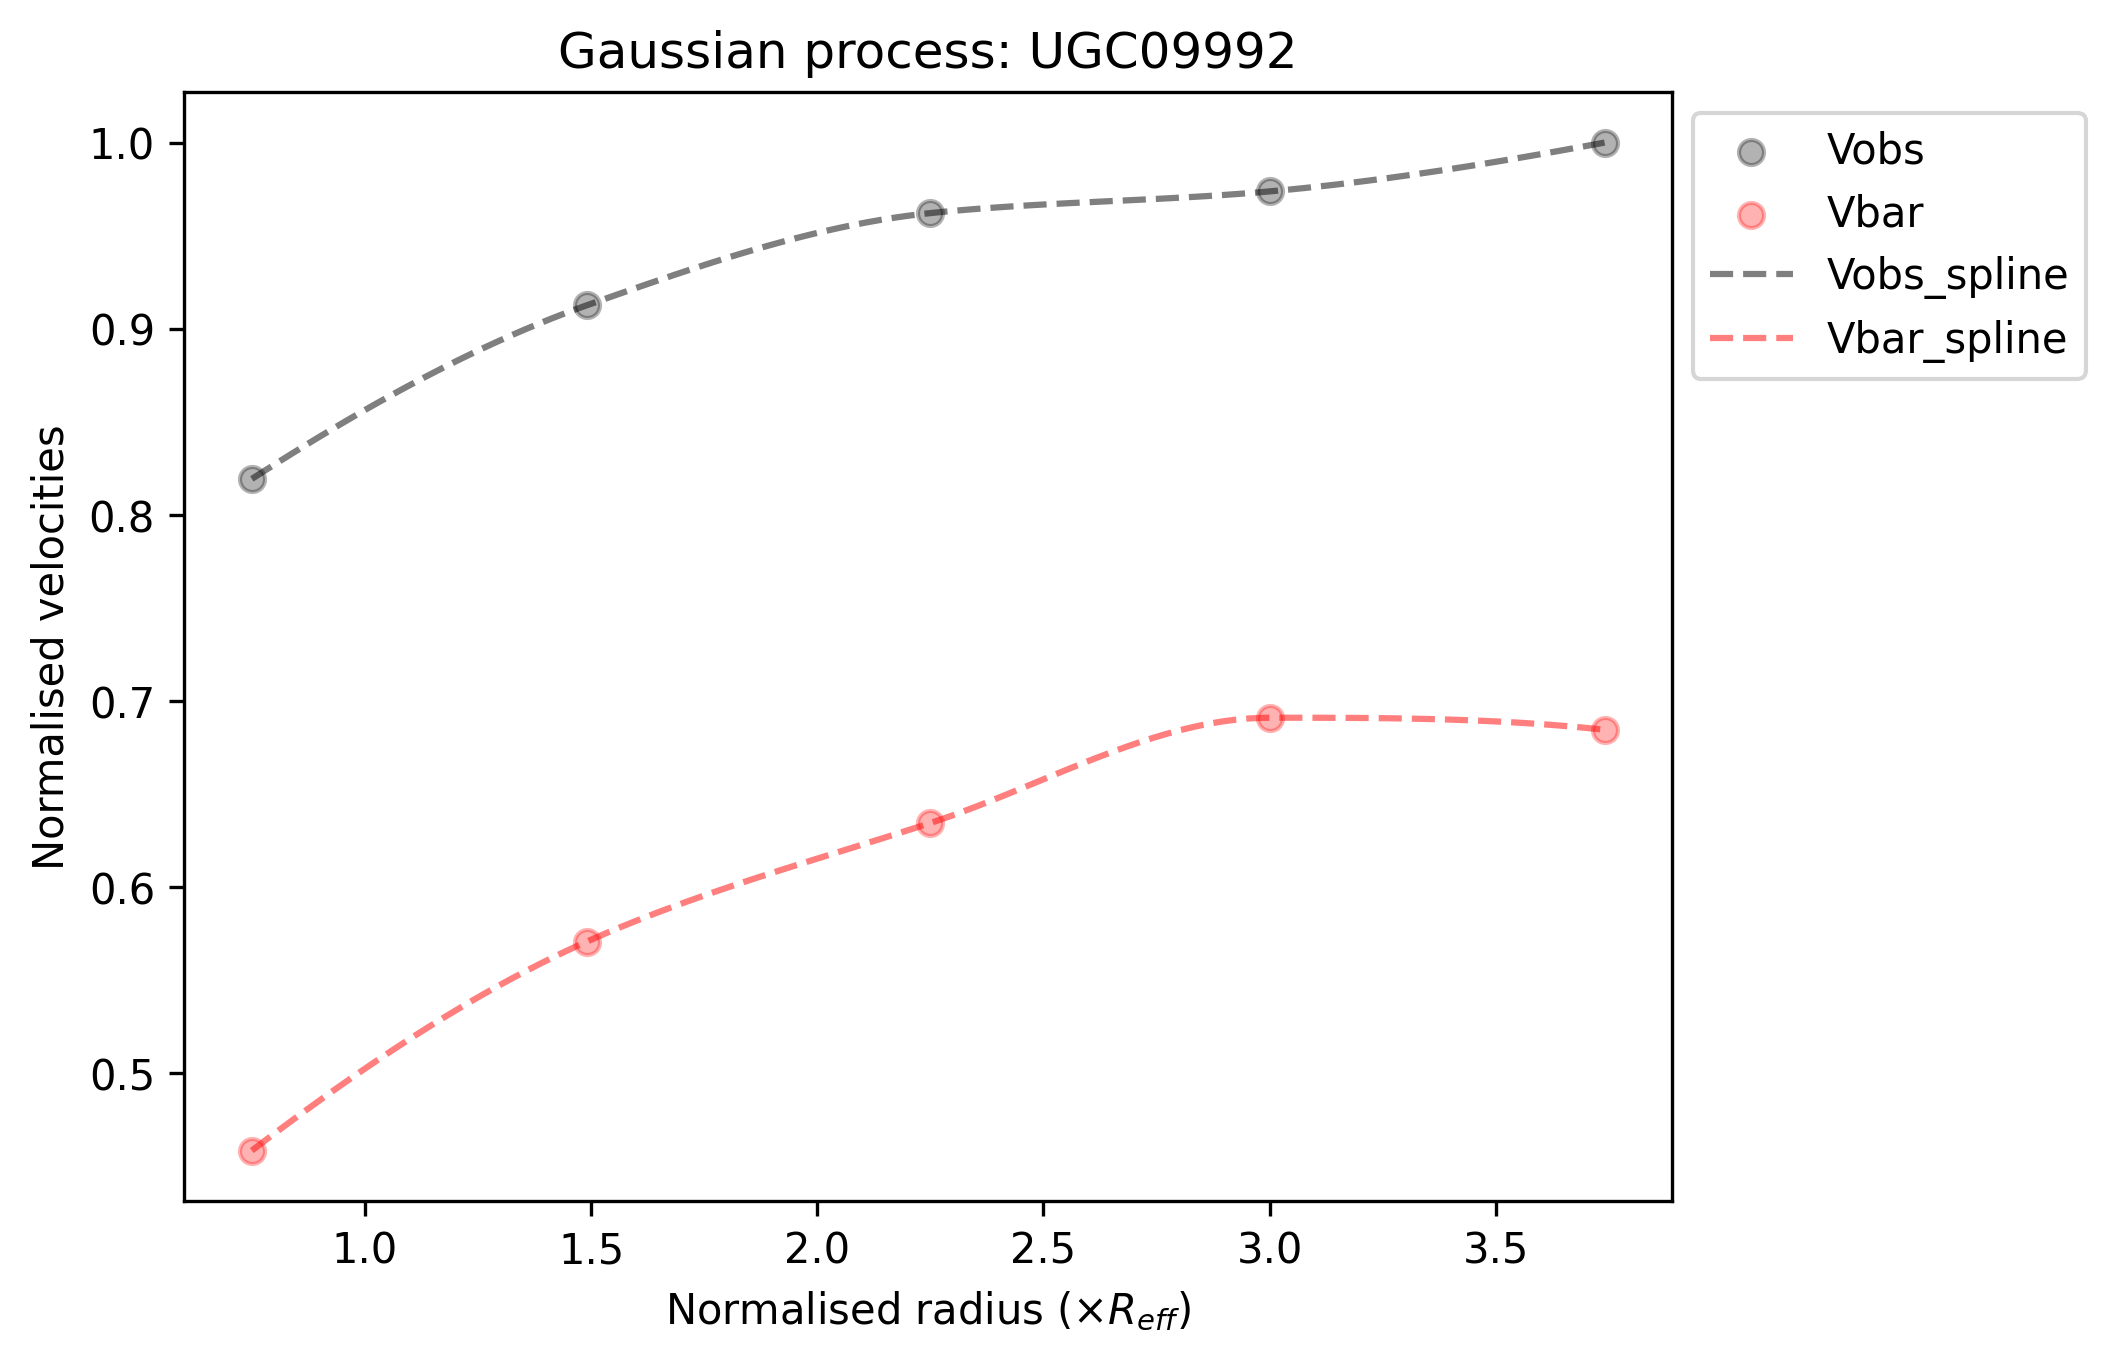 Gaussian process: UGC09992
Vobs
Vbar
Vobs_spline
Vbar_spline
Normalised velocities
1.0
0.9
0.8
0.7
0.6
0.5
1.0 1.5 2.0 2.5 3.0 3.5
Normalised radius (×R_eff)